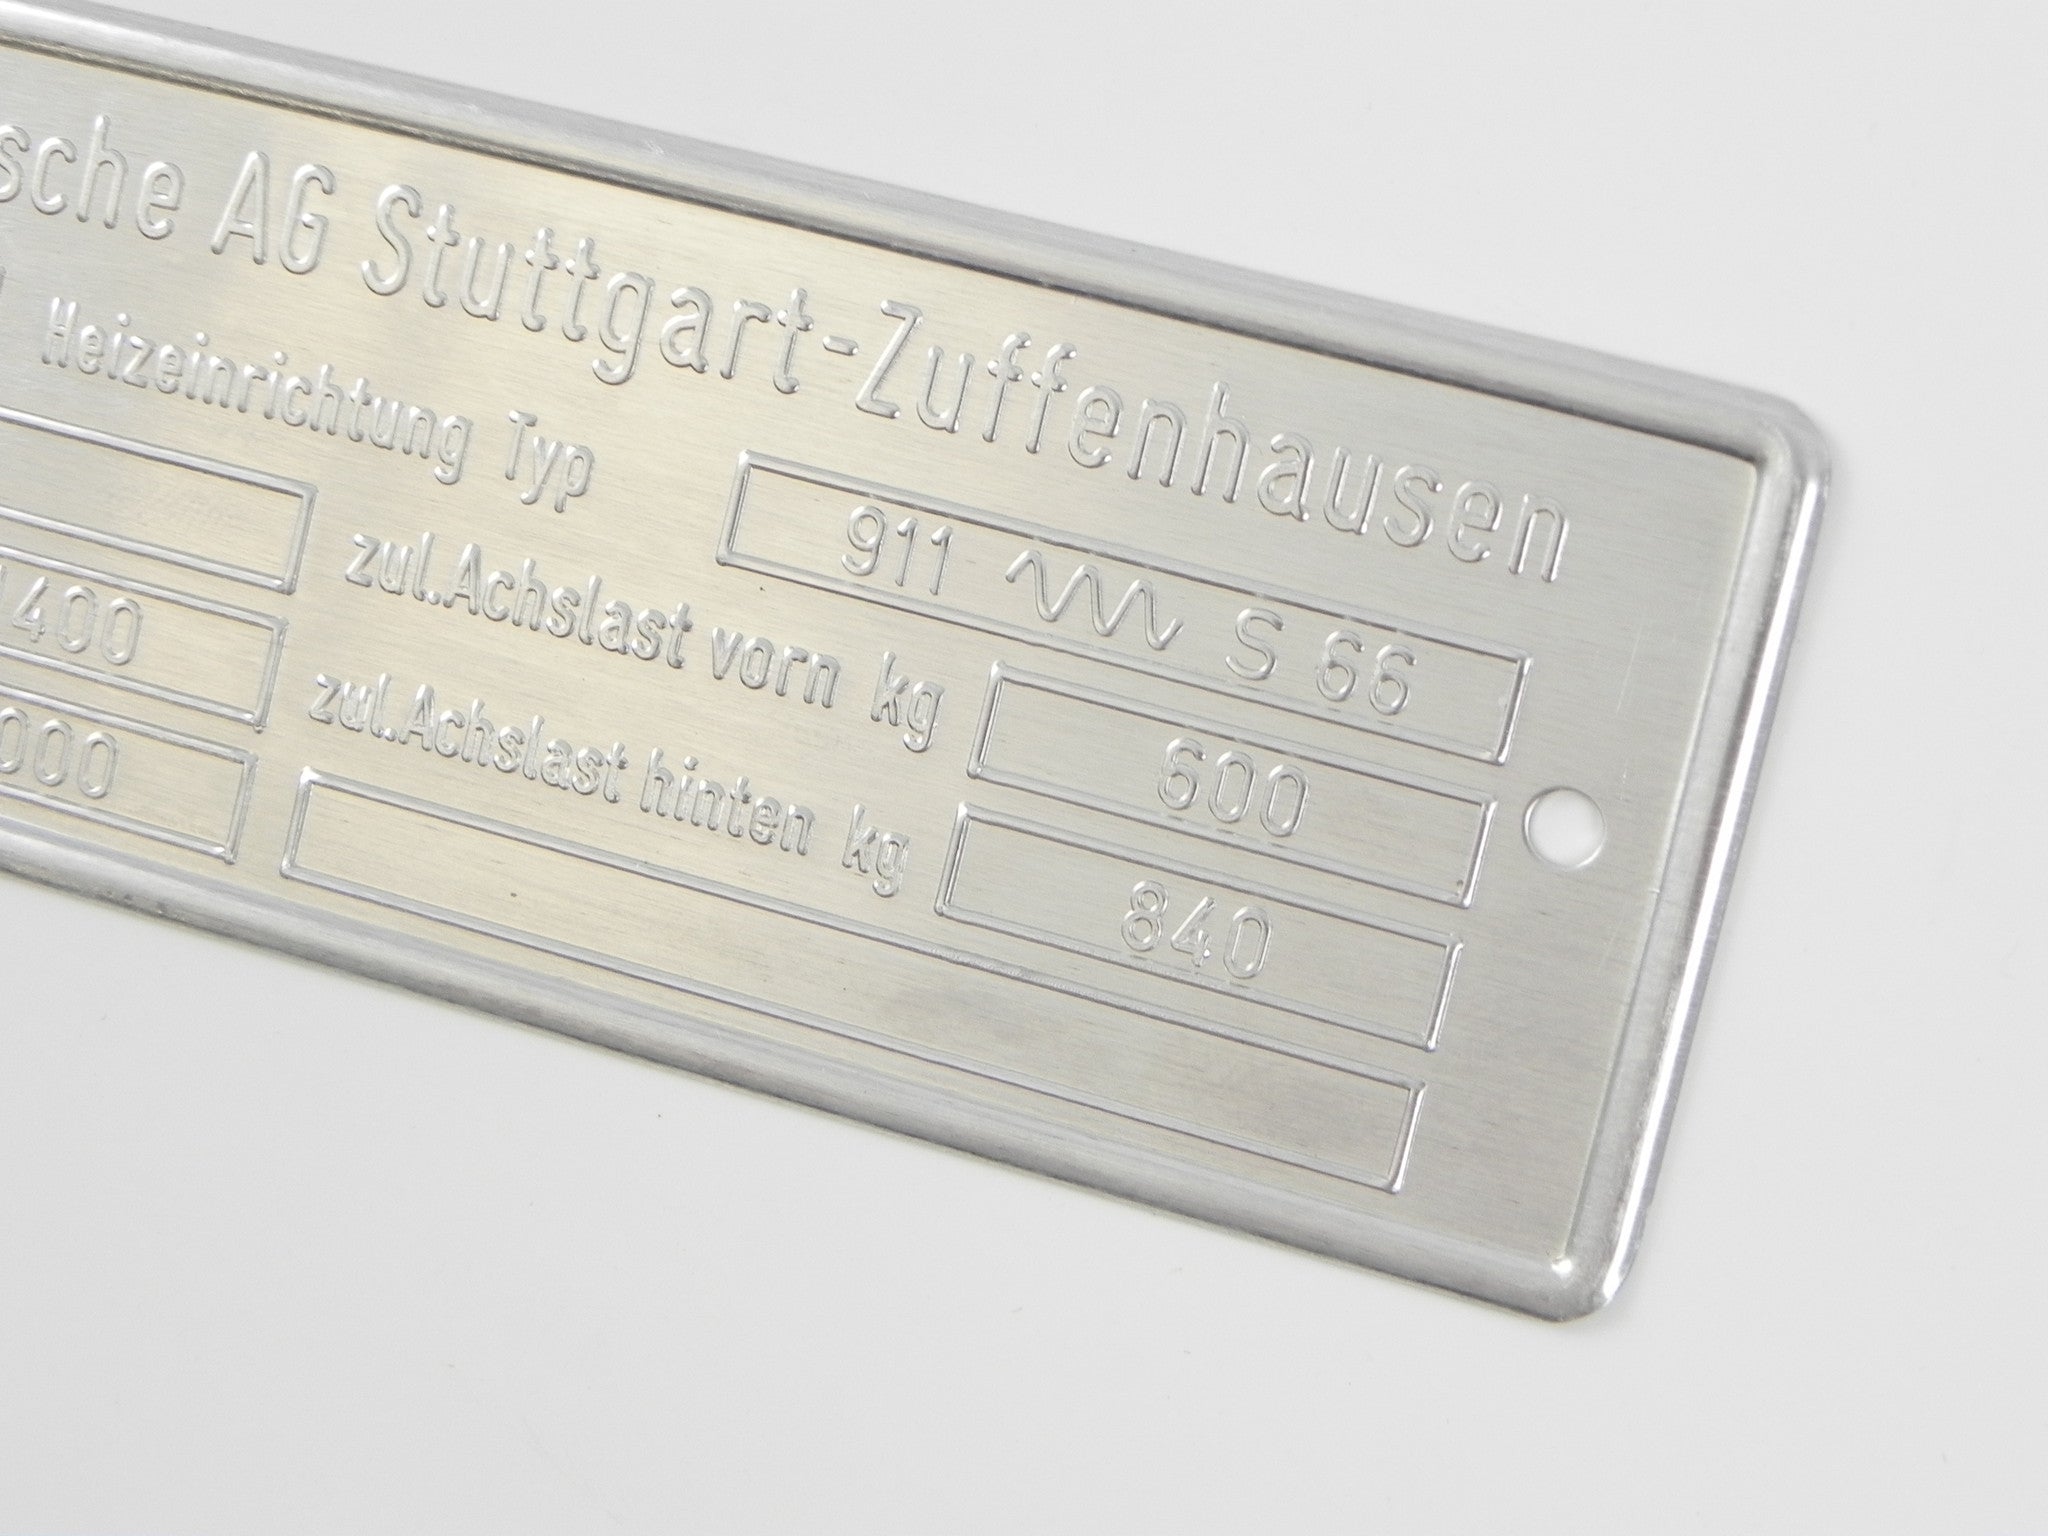 sche AG Stuttgart-Zuffenhausen
Heizeinrichtung Typ 911 S 66
1400 zul.Achslast vorn kg 600
000 zul.Achslast hinten kg 840